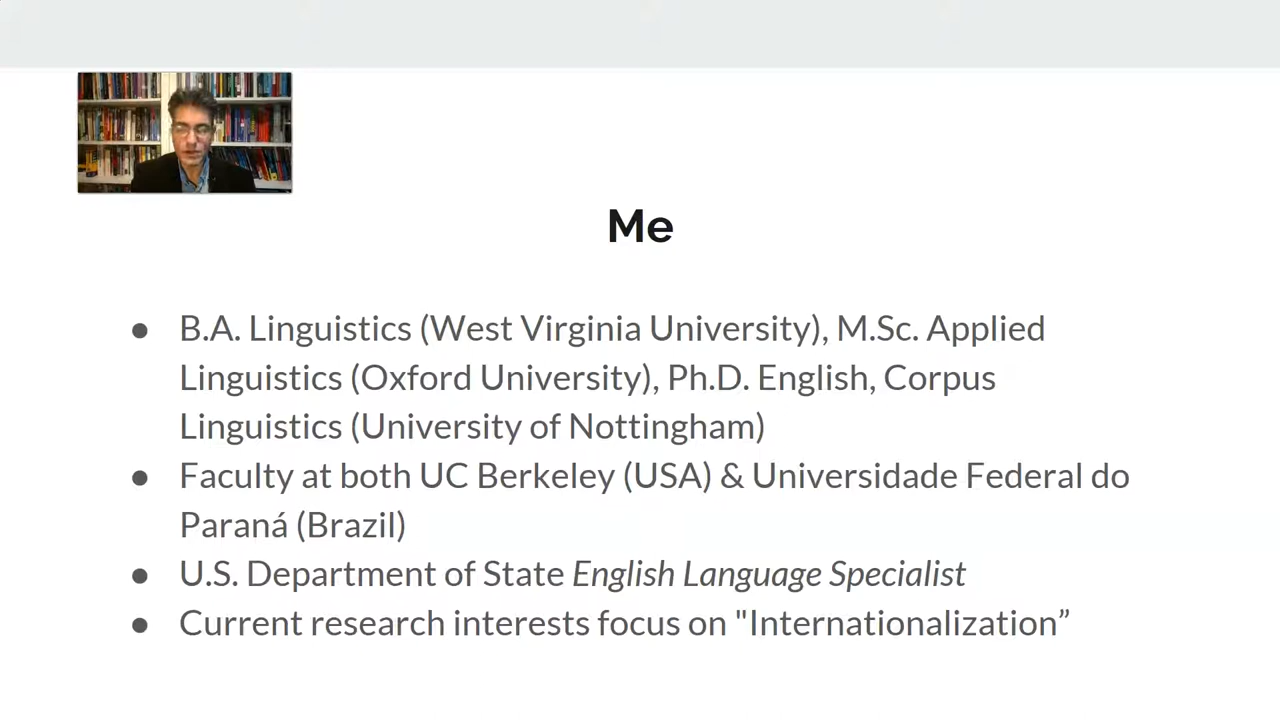 Me
● B.A. Linguistics (West Virginia University), M.Sc. Applied
Linguistics (Oxford University), Ph.D. English, Corpus
Linguistics (University of Nottingham)
● Faculty at both UC Berkeley (USA) & Universidade Federal do
Paraná (Brazil)
● U.S. Department of State English Language Specialist
● Current research interests focus on "Internationalization”